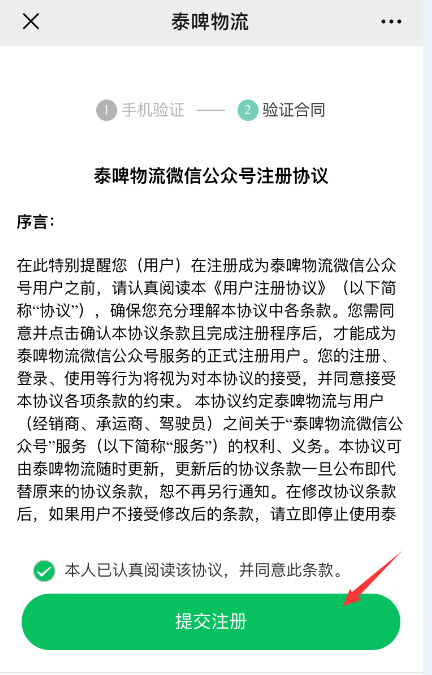 泰啤物流
1 手机验证 2 验证合同
泰啤物流微信公众号注册协议
序言：
在此特别提醒您（用户）在注册成为泰啤物流微信公众
号用户之前，请认真阅读本《用户注册协议》（以下简
称“协议”），确保您充分理解本协议中各条款。您需同
意并点击确认本协议条款且完成注册程序后，才能成为
泰啤物流微信公众号服务的正式注册用户。您的注册、
登录、使用等行为将视为对本协议的接受，并同意接受
本协议各项条款的约束。 本协议约定泰啤物流与用户
（经销商、承运商、驾驶员）之间关于“泰啤物流微信公
众号”服务（以下简称“服务”）的权利、义务。本协议可
由泰啤物流随时更新，更新后的协议条款一旦公布即代
替原来的协议条款，恕不再另行通知。在修改协议条款
后，如果用户不接受修改后的条款，请立即停止使用泰
本人已认真阅读该协议，并同意此条款。
提交注册